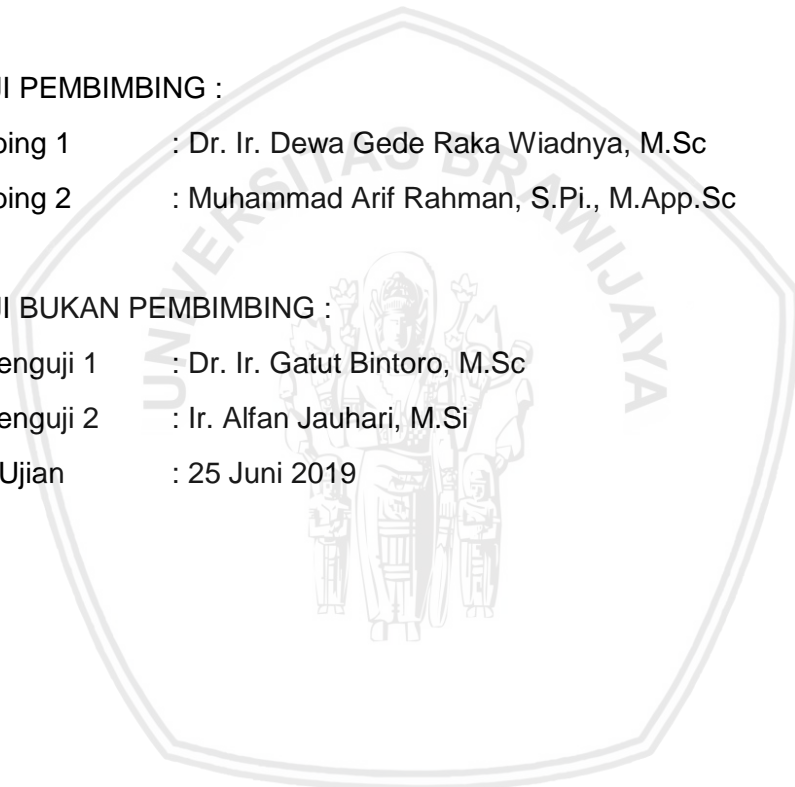 JI PEMBIMBING :
bing 1 : Dr. Ir. Dewa Gede Raka Wiadnya, M.Sc
bing 2 : Muhammad Arif Rahman, S.Pi., M.App.Sc
JI BUKAN PEMBIMBING :
enguji 1 : Dr. Ir. Gatut Bintoro, M.Sc
enguji 2 : Ir. Alfan Jauhari, M.Si
Ujian : 25 Juni 2019
UNIVERSITAS BRAWIJAYA